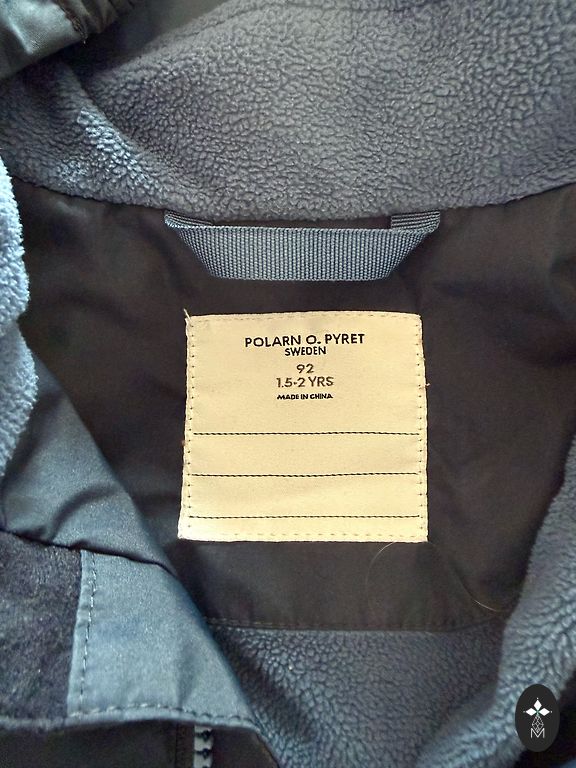 POLARN O. PYRET
SWEDEN
92
1.5-2 YRS
MADE IN CHINA
M